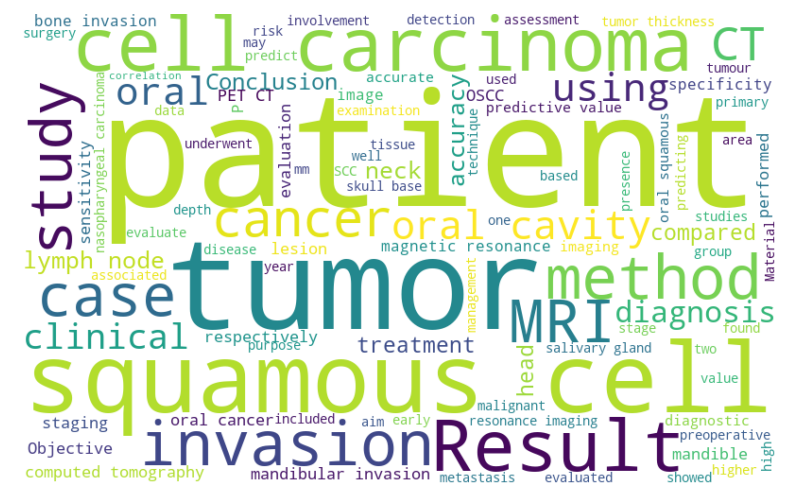 bone invasion
involvement
detection
assessment
tumor thickness
surgery
risk
may
predict
cell carcinoma
CT
correlation
nasopharyngeal carcinoma
oral
Conclusion
accurate
used
using
tumour
specificity
PET CT
image
OSCC
primary
data
p
examination
accuracy
technique
predictive value
study
patient
sensitivity
underwent
evaluation
tissue
well
based
area
mm
SCC
neck
skull base
presence
oral squamous
predicting
performed
evaluate
depth
cancer
oral cavity
one
studies
compared
disease
lesion
magnetic resonance
imaging
group
Material
lymph node
associated
year
tumor
management
method
case
MRI
diagnosis
clinical
respectively
purpose
treatment
stage
found
salivary gland
two
head
value
squamous cell
malignant
staging
oral cancer
included
aim
early
resonance imaging
diagnostic
Objective
invasion
Result
preoperative
mandible
high
computed tomography
mandibular invasion
metastasis
evaluated
showed
higher